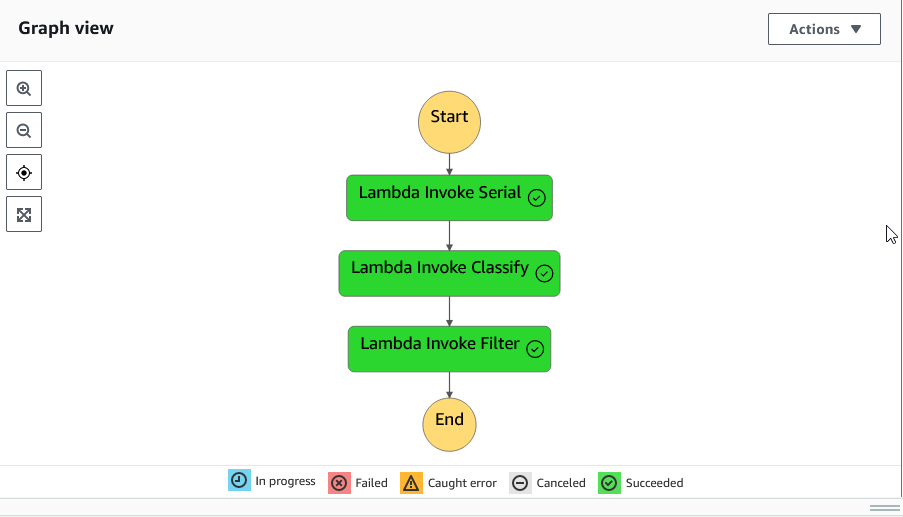 Graph view
Actions
Start
Lambda Invoke Serial
Lambda Invoke Classify
Lambda Invoke Filter
End
In progress Failed Caught error Canceled Succeeded